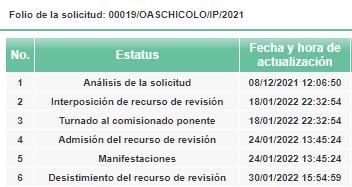 Folio de la solicitud: 00019/OASCHICOLO/IP/2021
No. Estatus Fecha y hora de actualización
1 Análisis de la solicitud 08/12/2021 12:06:50
2 Interposición de recurso de revisión 18/01/2022 22:32:54
3 Turnado al comisionado ponente 18/01/2022 22:32:54
4 Admisión del recurso de revisión 24/01/2022 13:45:24
5 Manifestaciones 24/01/2022 13:45:24
6 Desistimiento del recurso de revisión 30/01/2022 15:54:59